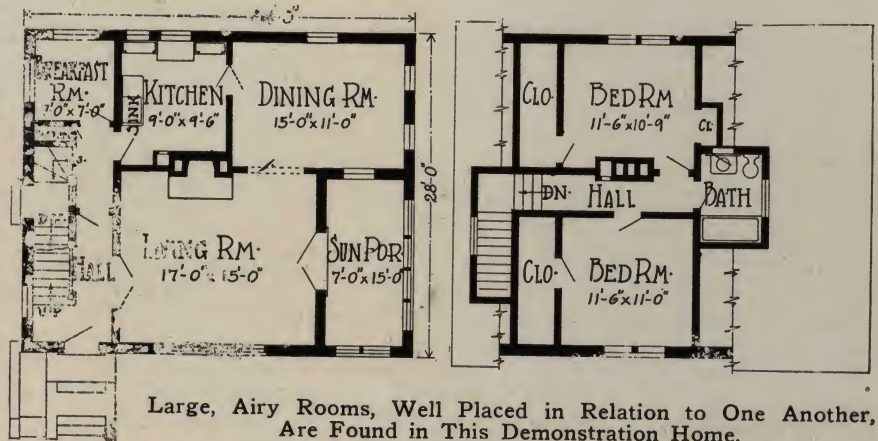 BREAKFAST
RM.
7'-0"x7'-0"
SINK
KITCHEN
9'-0"x9'-6"
DINING RM.
15'-0"x11'-0"
28'-0"
HALL
UP
LIVING RM.
17'-0"x15'-0"
SUN POR.
7'-0"x15'-0"
CLO.
BED RM
11'-6"x10'-9"
CL.
DN.
HALL
BATH
CLO.
BED RM.
11'-6"x11'-0"
Large, Airy Rooms, Well Placed in Relation to One Another,
Are Found in This Demonstration Home.